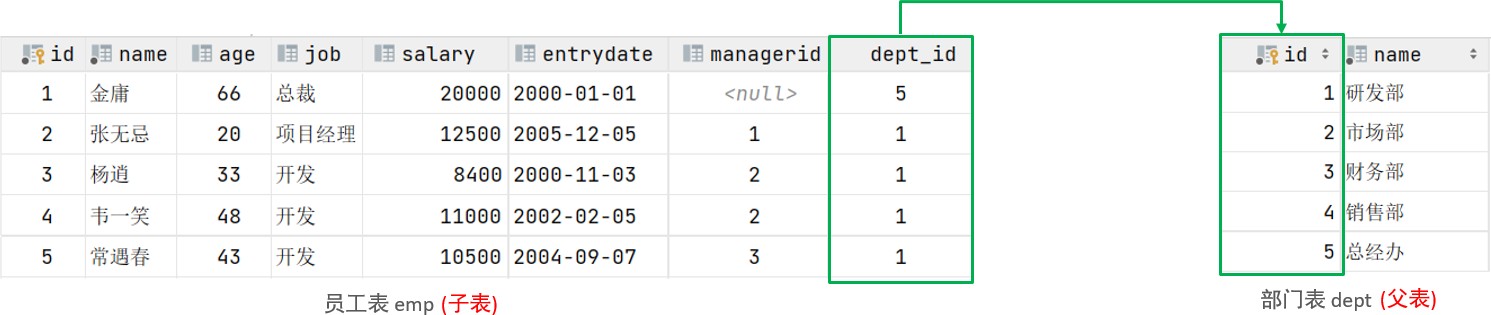 id name age job salary entrydate managerid dept_id
1 金庸 66 总裁 20000 2000-01-01 <null> 5
2 张无忌 20 项目经理 12500 2005-12-05 1 1
3 杨逍 33 开发 8400 2000-11-03 2 1
4 韦一笑 48 开发 11000 2002-02-05 2 1
5 常遇春 43 开发 10500 2004-09-07 3 1
员工表 emp (子表)
id name
1 研发部
2 市场部
3 财务部
4 销售部
5 总经办
部门表 dept (父表)